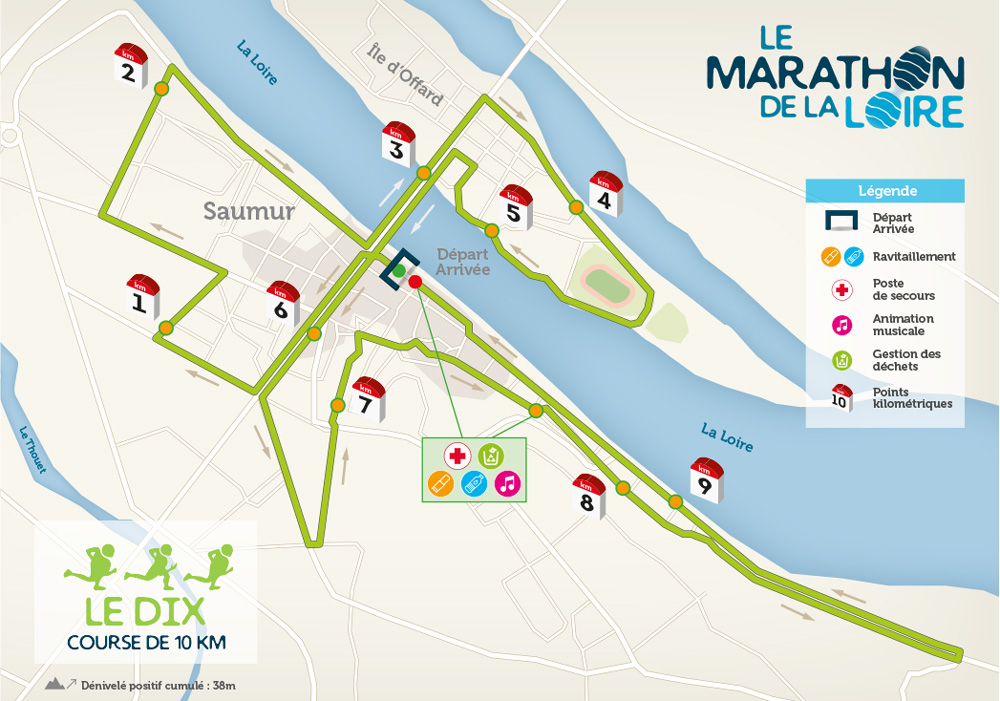 LE
MARATHON
DE LA LOIRE
La Loire
Île d'Offard
km
2
km
3
km
4
km
5
Saumur
Départ
Arrivée
km
1
km
6
km
7
km
8
km
9
La Loire
Le Thouet
Légende
Départ
Arrivée
Ravitaillement
Poste
de secours
Animation
musicale
Gestion des
déchets
km
10
Points
kilométriques
LE DIX
COURSE DE 10 KM
Dénivelé positif cumulé : 38m